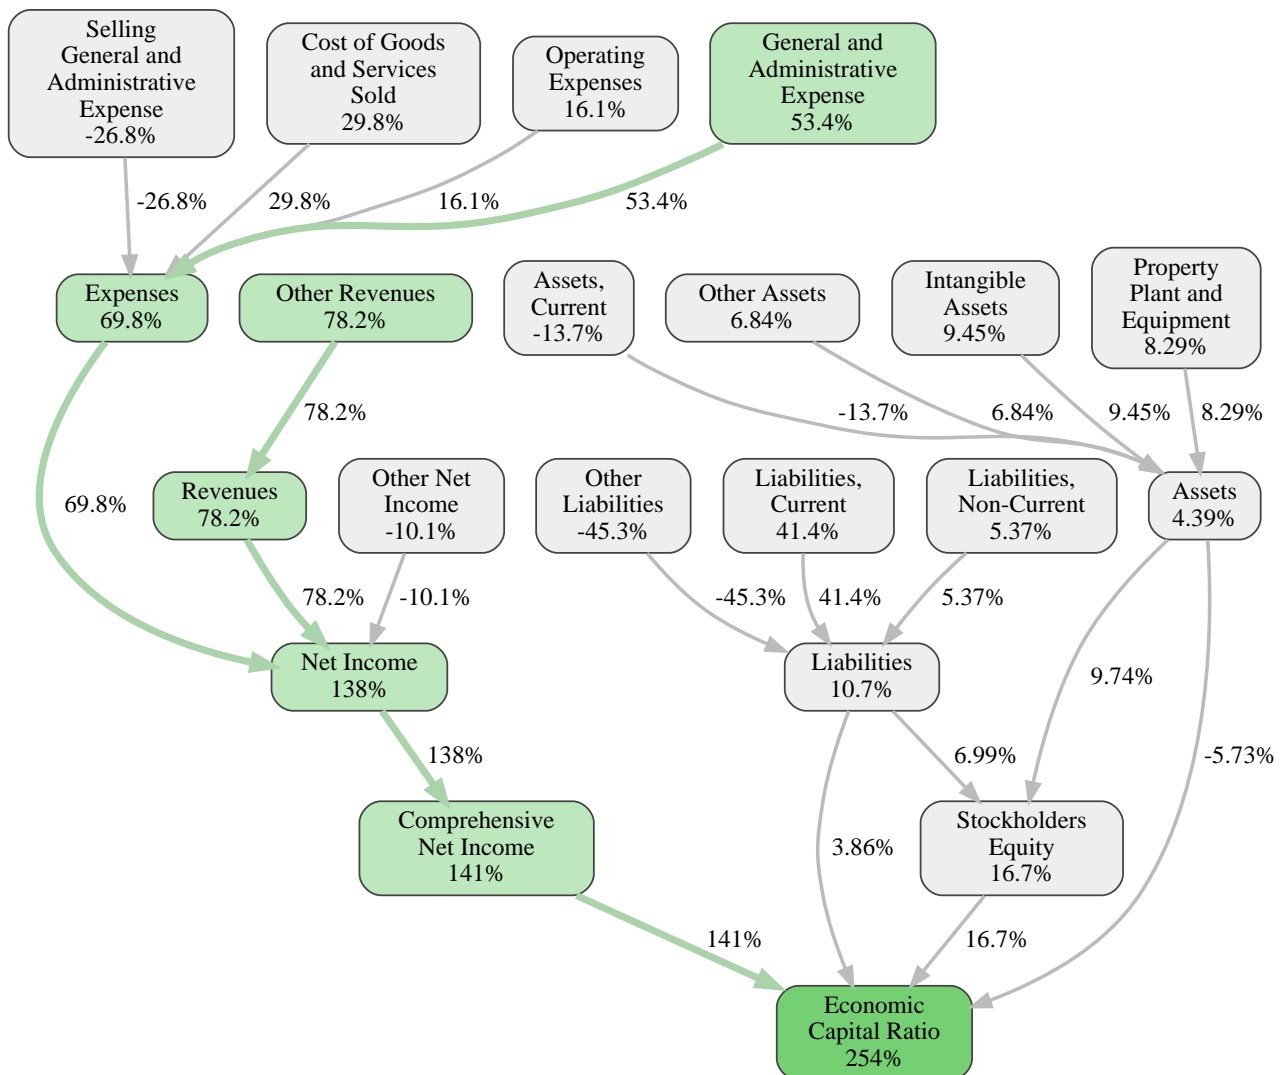 Selling
General and
Administrative
Expense
-26.8%
Cost of Goods
and Services
Sold
29.8%
Operating
Expenses
16.1%
General and
Administrative
Expense
53.4%
-26.8%
29.8%
16.1%
53.4%
Expenses
69.8%
Other Revenues
78.2%
Assets,
Current
-13.7%
Other Assets
6.84%
Intangible
Assets
9.45%
Property
Plant and
Equipment
8.29%
78.2%
-13.7%
6.84%
9.45%
8.29%
69.8%
Revenues
78.2%
Other Net
Income
-10.1%
Other
Liabilities
-45.3%
Liabilities,
Current
41.4%
Liabilities,
Non-Current
5.37%
Assets
4.39%
78.2%
-10.1%
-45.3%
41.4%
5.37%
Net Income
138%
Liabilities
10.7%
9.74%
138%
6.99%
-5.73%
Comprehensive
Net Income
141%
3.86%
Stockholders
Equity
16.7%
141%
16.7%
Economic
Capital Ratio
254%